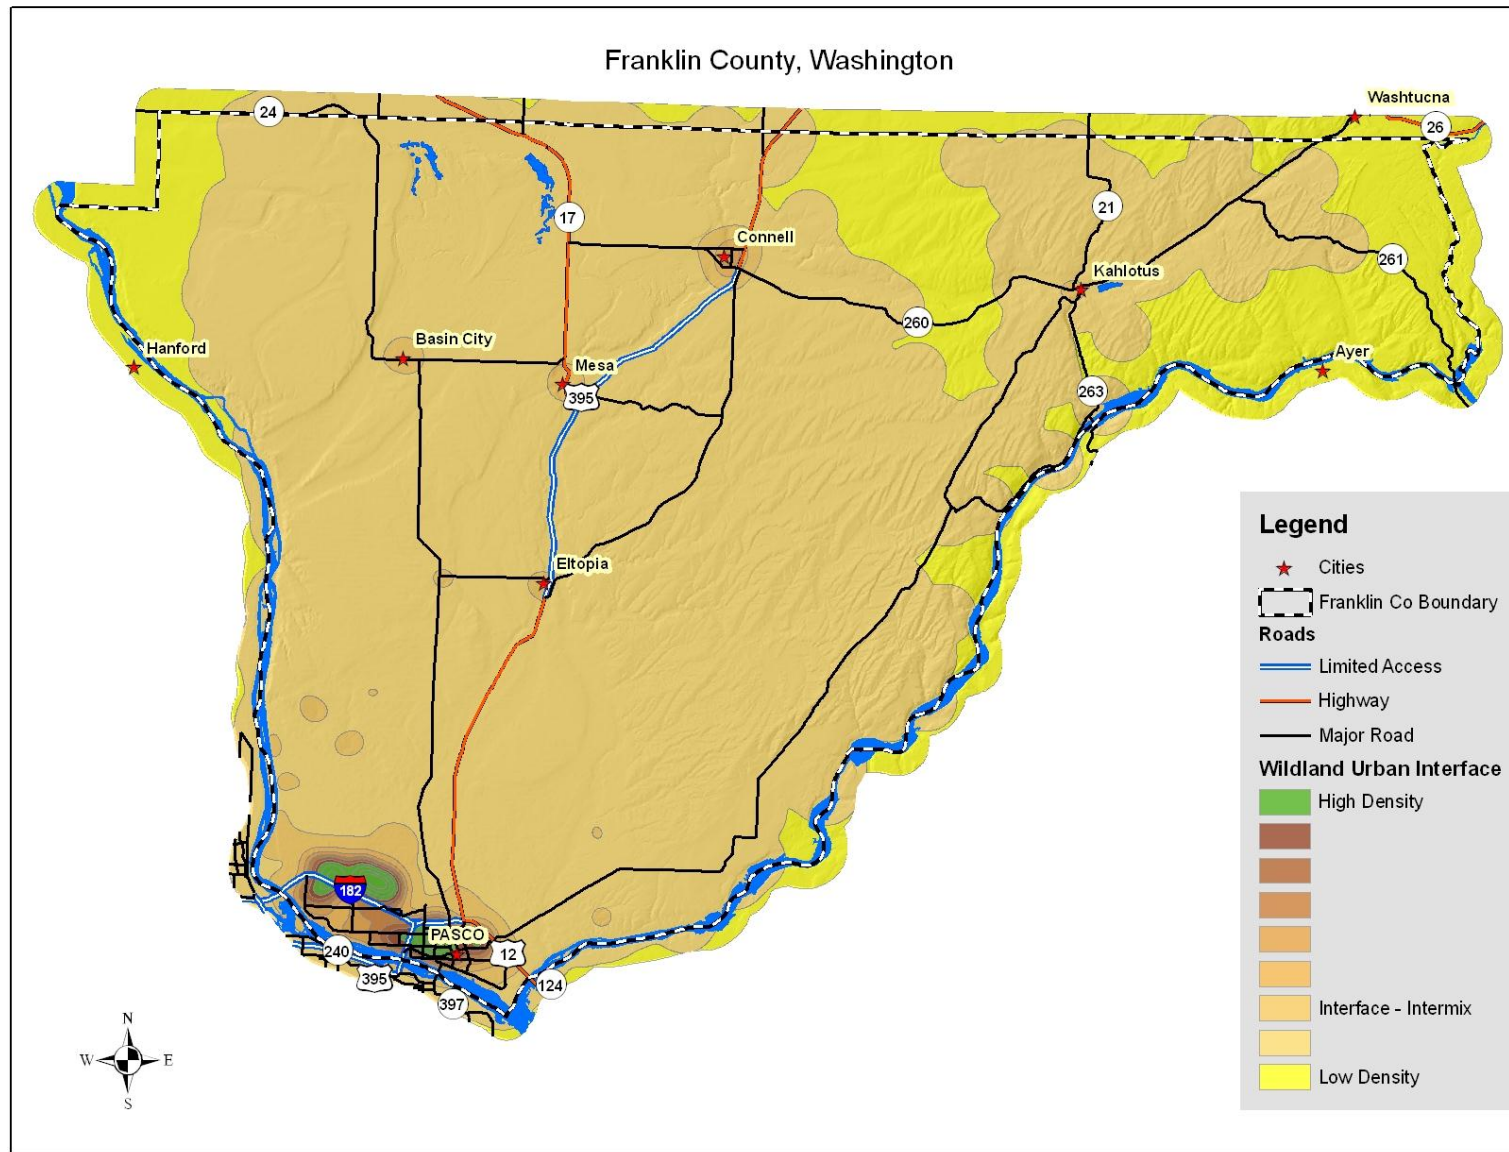 Franklin County, Washington
Washtucna
24
26
17
21
Connell
261
Kahlotus
260
Basin City
Hanford
Ayer
Mesa
263
395
Eltopia
182
PASCO
240
12
395
124
397
N
W E
S
Legend
Cities
Franklin Co Boundary
Roads
Limited Access
Highway
Major Road
Wildland Urban Interface
High Density
Interface - Intermix
Low Density